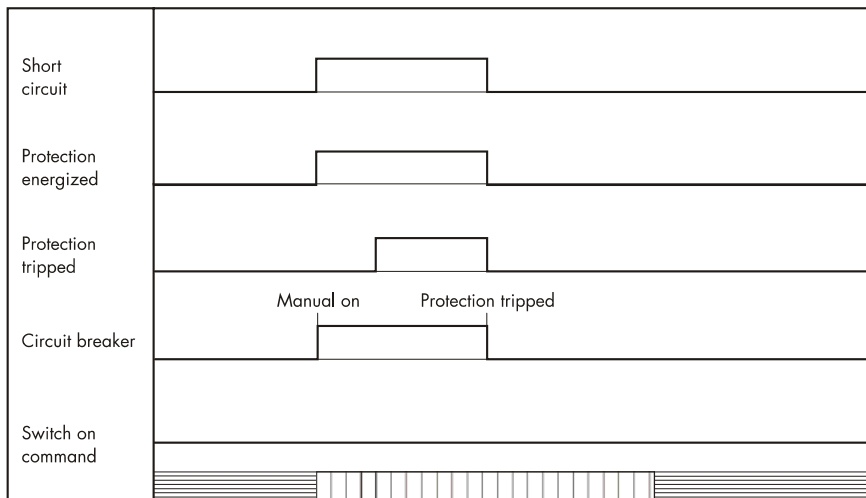 Short
circuit
Protection
energized
Protection
tripped
Manual on
Protection tripped
Circuit breaker
Switch on
command